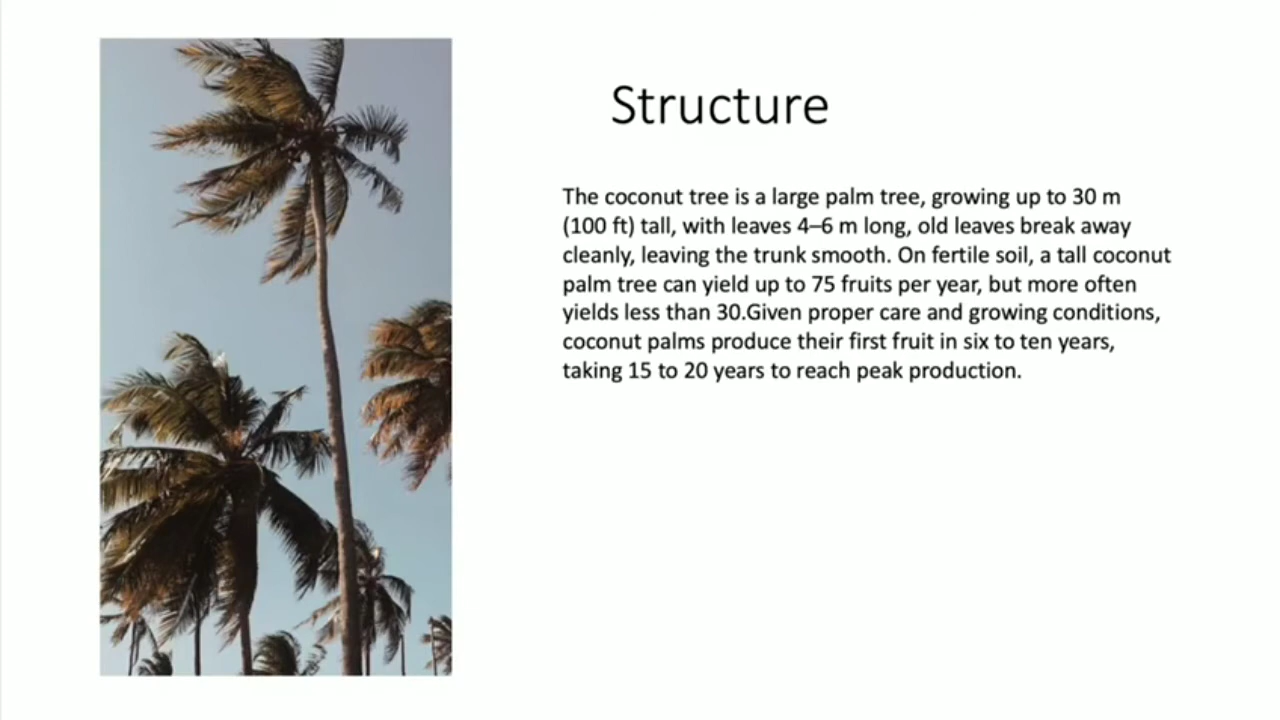 Structure
The coconut tree is a large palm tree, growing up to 30 m
(100 ft) tall, with leaves 4–6 m long, old leaves break away
cleanly, leaving the trunk smooth. On fertile soil, a tall coconut
palm tree can yield up to 75 fruits per year, but more often
yields less than 30.Given proper care and growing conditions,
coconut palms produce their first fruit in six to ten years,
taking 15 to 20 years to reach peak production.